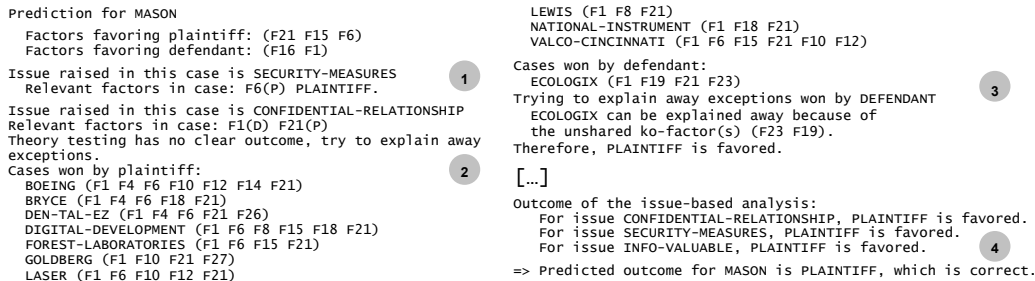 Prediction for MASON
Factors favoring plaintiff: (F21 F15 F6)
Factors favoring defendant: (F16 F1)
Issue raised in this case is SECURITY-MEASURES
Relevant factors in case: F6(P) PLAINTIFF.
1
Issue raised in this case is CONFIDENTIAL-RELATIONSHIP
Relevant factors in case: F1(D) F21(P)
Theory testing has no clear outcome, try to explain away
exceptions.
Cases won by plaintiff:
2
BOEING (F1 F4 F6 F10 F12 F14 F21)
BRYCE (F1 F4 F6 F18 F21)
DEN-TAL-EZ (F1 F4 F6 F21 F26)
DIGITAL-DEVELOPMENT (F1 F6 F8 F15 F18 F21)
FOREST-LABORATORIES (F1 F6 F15 F21)
GOLDBERG (F1 F10 F21 F27)
LASER (F1 F6 F10 F12 F21)
LEWIS (F1 F8 F21)
NATIONAL-INSTRUMENT (F1 F18 F21)
VALCO-CINCINNATI (F1 F6 F15 F21 F10 F12)
Cases won by defendant:
ECOLOGIX (F1 F19 F21 F23)
3
Trying to explain away exceptions won by DEFENDANT
ECOLOGIX can be explained away because of
the unshared ko-factor(s) (F23 F19).
Therefore, PLAINTIFF is favored.
[…]
Outcome of the issue-based analysis:
For issue CONFIDENTIAL-RELATIONSHIP, PLAINTIFF is favored.
For issue SECURITY-MEASURES, PLAINTIFF is favored.
For issue INFO-VALUABLE, PLAINTIFF is favored.
4
=> Predicted outcome for MASON is PLAINTIFF, which is correct.